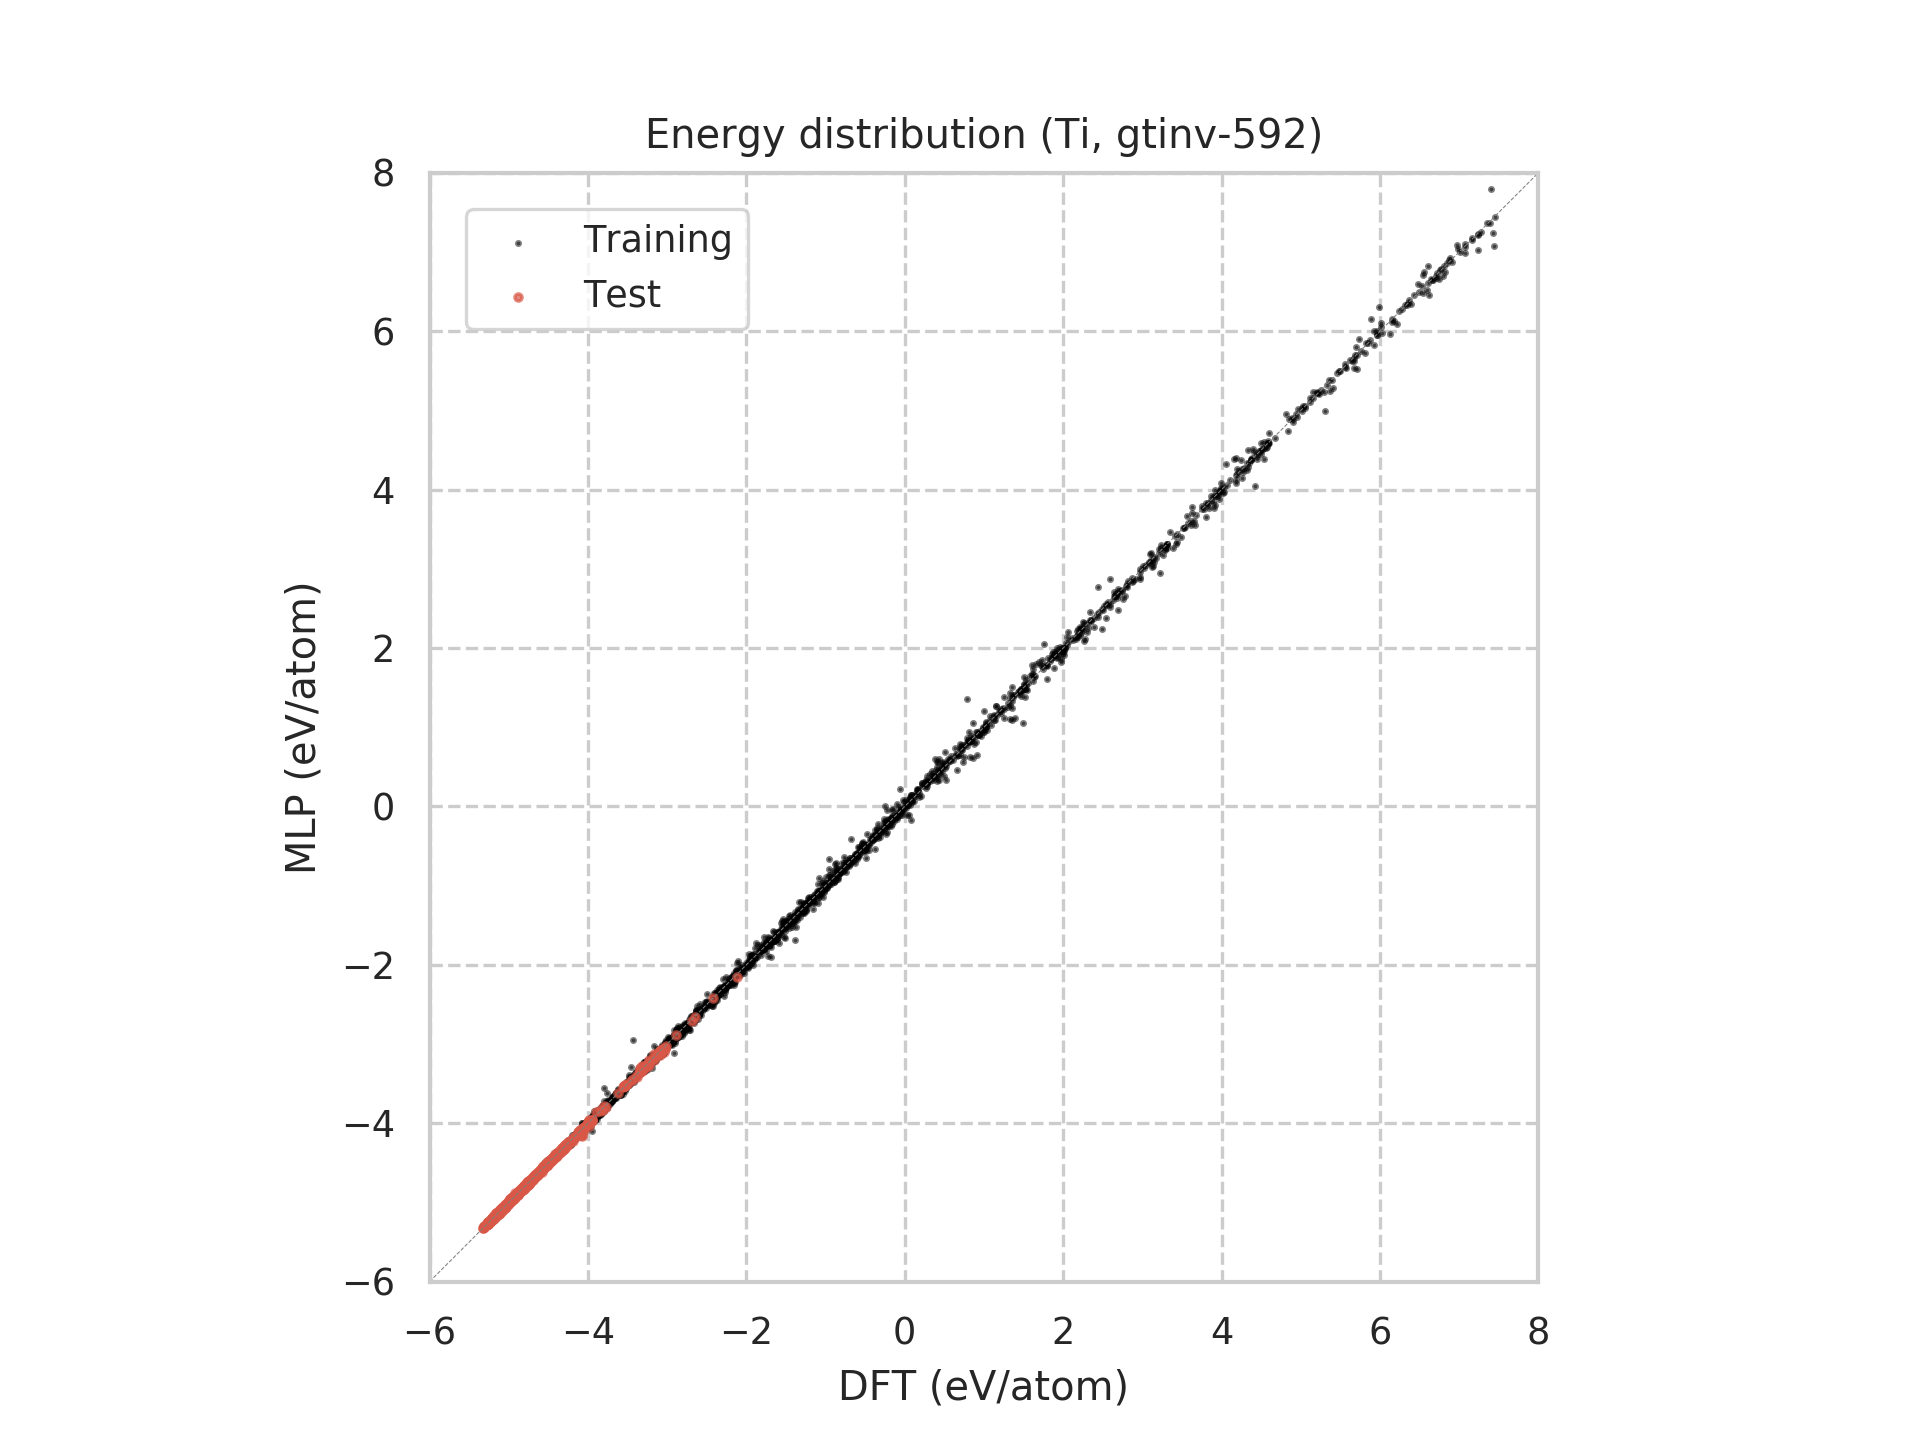 Energy distribution (Ti, gtinv-592)
Training
Test
8
6
4
2
0
−2
−4
−6
MLP (eV/atom)
−6 −4 −2 0 2 4 6 8
DFT (eV/atom)